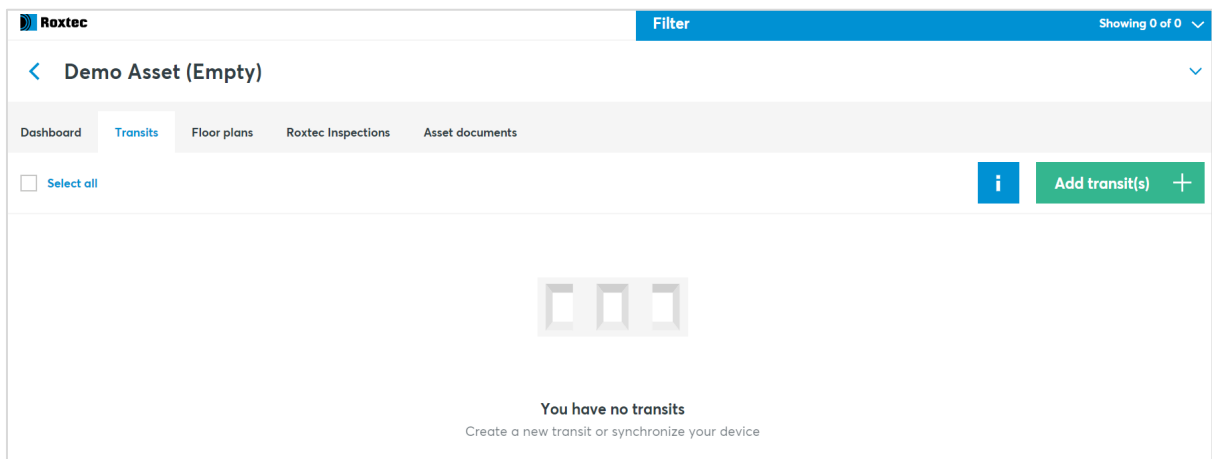 Roxtec
Filter
Showing 0 of 0
Demo Asset (Empty)
Dashboard Transits Floor plans Roxtec Inspections Asset documents
Select all
i
Add transit(s)
You have no transits
Create a new transit or synchronize your device